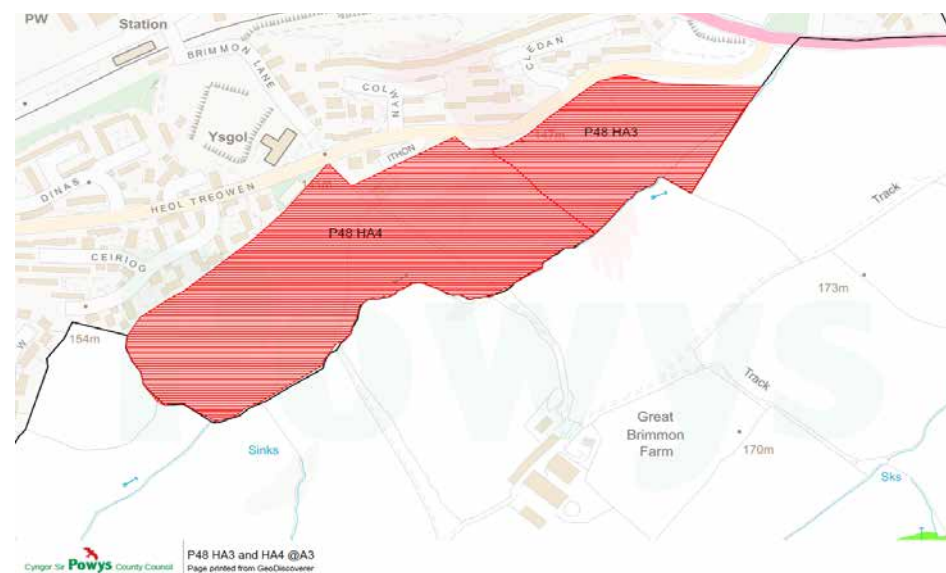 PW
Station
BRIMMON
LANE
CLEDAN
COLWYN
Ysgol
147m
P48 HA3
ITHON
DINAS
HEOL TREOWEN
Track
P48 HA4
CEIRIOG
173m
154m
W
POWYS
Track
Great
Brimmon
Farm
170m
Sinks
Sks
Cyngor Sir Powys County Council
P48 HA3 and HA4 @A3
Page printed from GeoDiscoverer